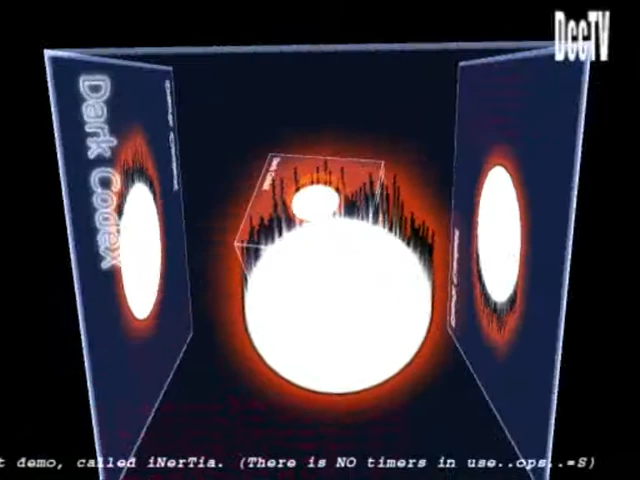 DccTV
Dark Codex
t demo, called iNerTia. (There is NO timers in use..ops..=S)